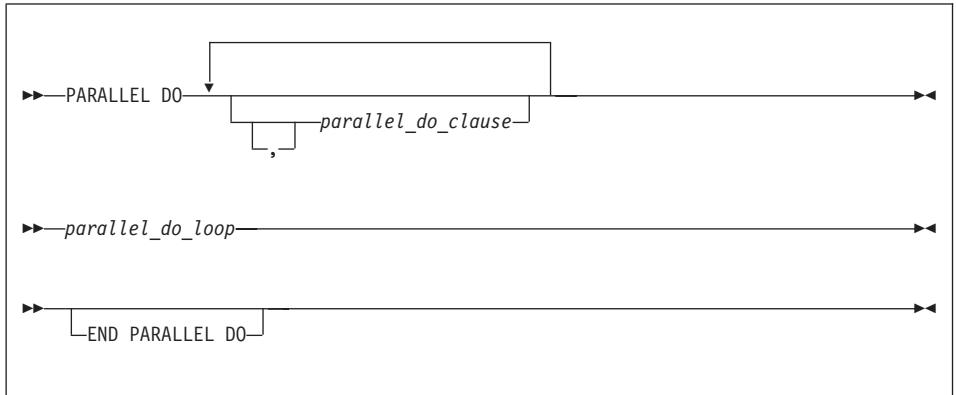 PARALLEL DO
parallel_do_clause
,
parallel_do_loop
END PARALLEL DO